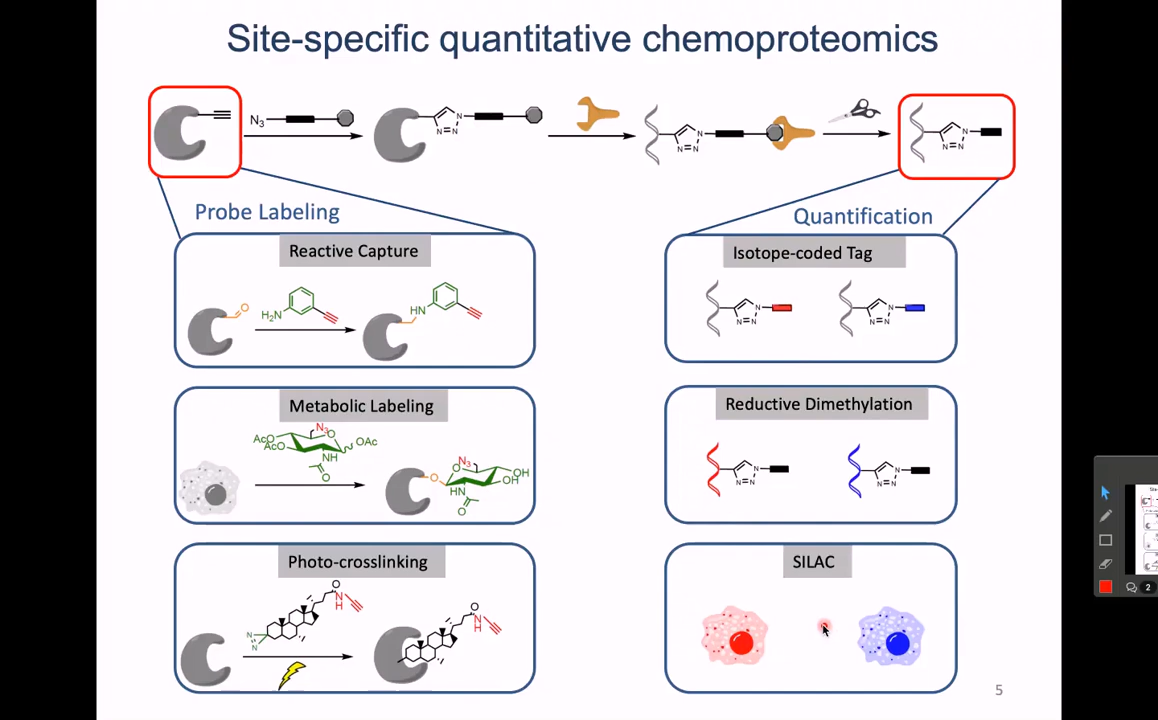 Site-specific quantitative chemoproteomics
N3
N
N=N
N
N=N
N
N=N
Probe Labeling
Quantification
Reactive Capture
Isotope-coded Tag
O
H2N
HN
N
N=N
N
N=N
Metabolic Labeling
Reductive Dimethylation
N3
AcO
AcO
O
OAc
NH
O
O
N3
O
OH
OH
HN
O
N
N=N
N
N=N
Photo-crosslinking
SILAC
O
N
H
N
N
O
N
H
5
2